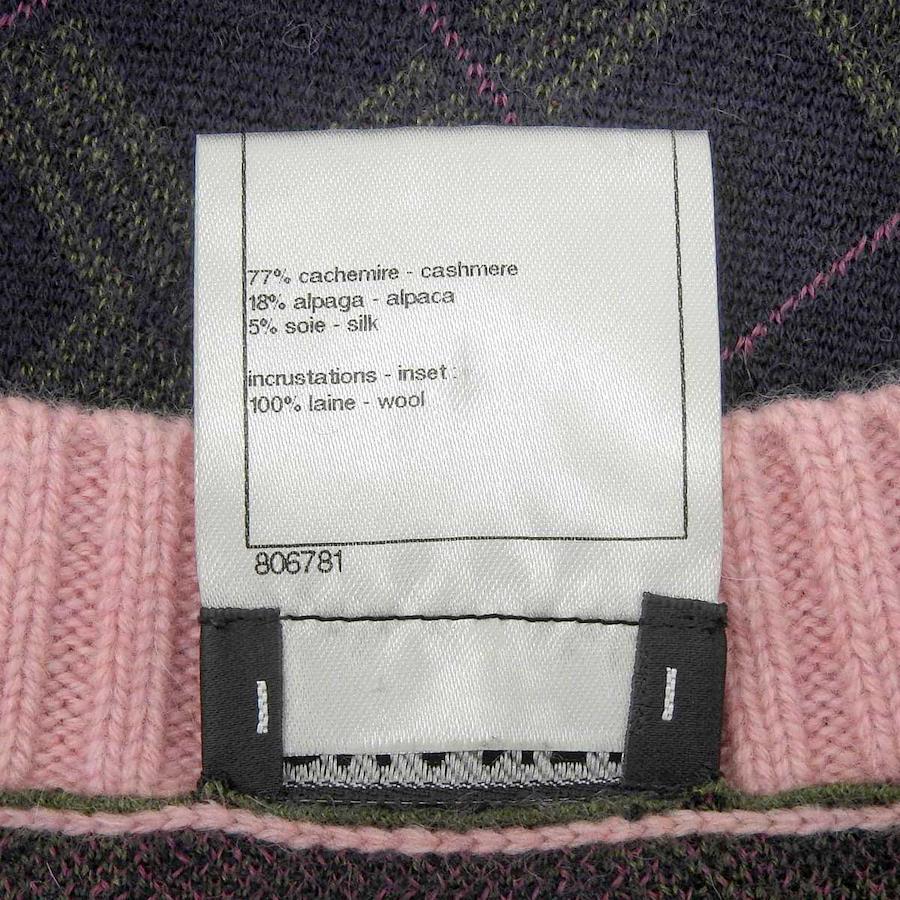 77% cachemire - cashmere
18% alpaga - alpaca
5% soie - silk
incrustations - inset :
100% laine - wool
806781